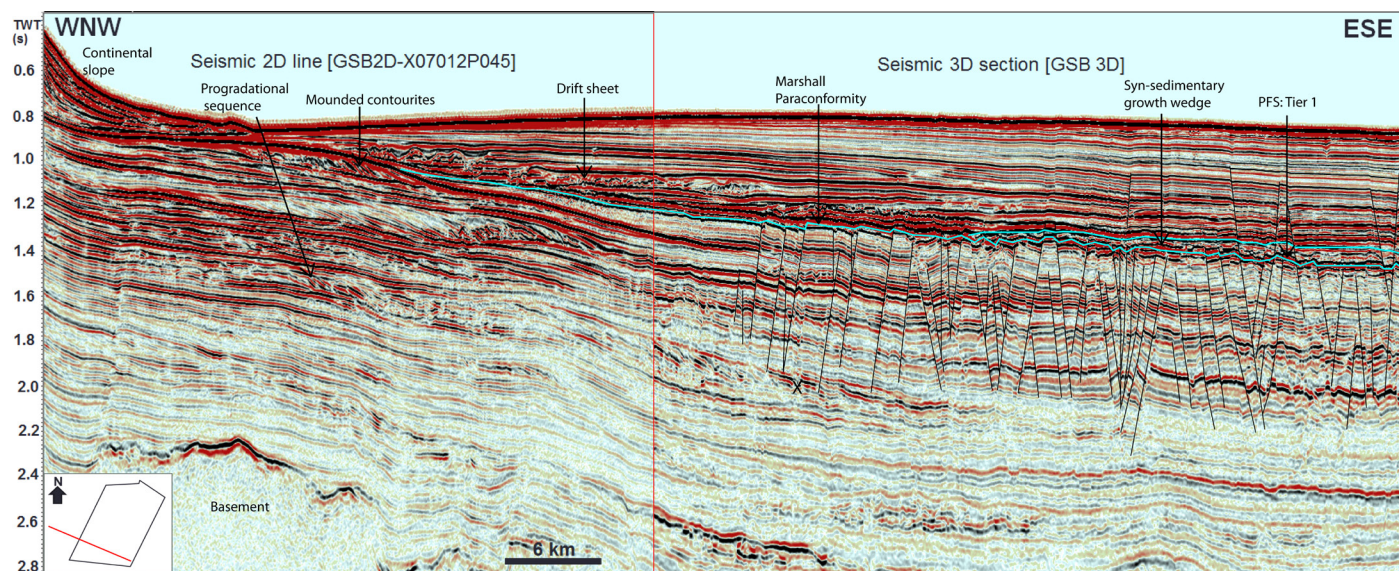 TWT
(s)
WNW
ESE
Continental
slope
Seismic 2D line [GSB2D-X07012P045]
Seismic 3D section [GSB 3D]
Progradational
sequence
Mounded contourites
Drift sheet
Marshall
Paraconformity
Syn-sedimentary
growth wedge
PFS: Tier 1
0.6
0.8
1.0
1.2
1.4
1.6
1.8
2.0
2.2
2.4
2.6
2.8
X
N
Basement
6 km